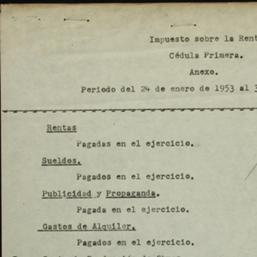 Impuesto sobre la Rent
Cédula Primera.
Anexo.
Periodo del 24 de enero de 1953 al 3
Rentas
Pagadas en el ejercicio.
Sueldos.
Pagados en el ejercicio.
Publicidad y Propaganda.
Pagada en el ejercicio.
Gastos de Alquiler.
Pagados en el ejercicio.